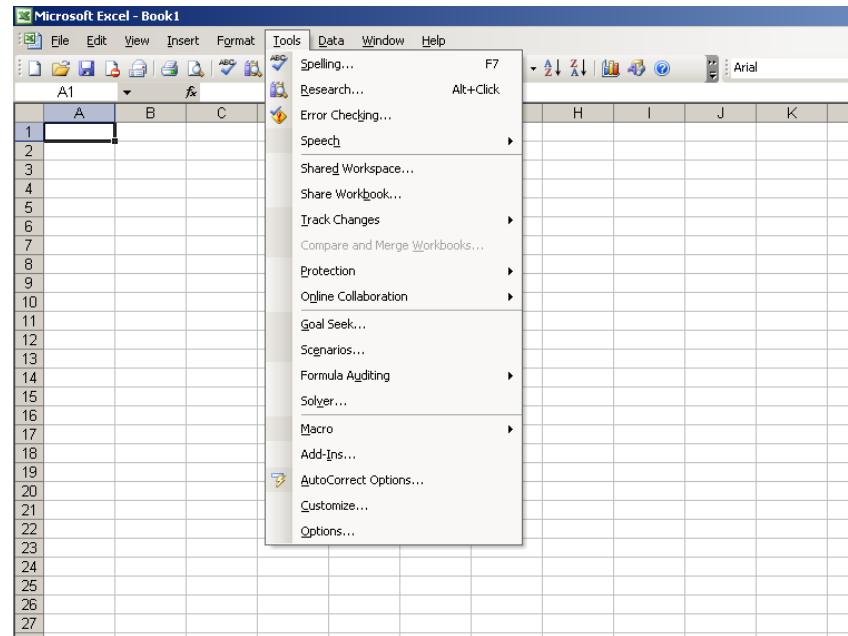 Microsoft Excel - Book1
File Edit View Insert Format Tools Data Window Help
Arial
A1 fx
A B C H I J K
Spelling... F7
Research... Alt+Click
Error Checking...
Speech
Shared Workspace...
Share Workbook...
Track Changes
Compare and Merge Workbooks...
Protection
Online Collaboration
Goal Seek...
Scenarios...
Formula Auditing
Solver...
Macro
Add-Ins...
AutoCorrect Options...
Customize...
Options...
1
2
3
4
5
6
7
8
9
10
11
12
13
14
15
16
17
18
19
20
21
22
23
24
25
26
27